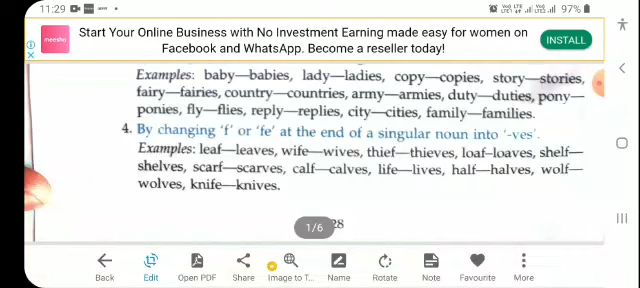 11:29
97%
meesho
Start Your Online Business with No Investment Earning made easy for women on
Facebook and WhatsApp. Become a reseller today!
INSTALL
Examples: baby—babies, lady—ladies, copy—copies, story—stories,
fairy—fairies, country—countries, army—armies, duty—duties, pony—
ponies, fly—flies, reply—replies, city—cities, family—families.
4. By changing 'f' or 'fe' at the end of a singular noun into '-ves'.
Examples: leaf—leaves, wife—wives, thief—thieves, loaf–loaves, shelf—
shelves, scarf—scarves, calf—calves, life—lives, half—halves, wolf—
wolves, knife—knives.
1/6
28
Back
Edit
Open PDF
Share
Image to T...
Name
Rotate
Note
Favourite
More